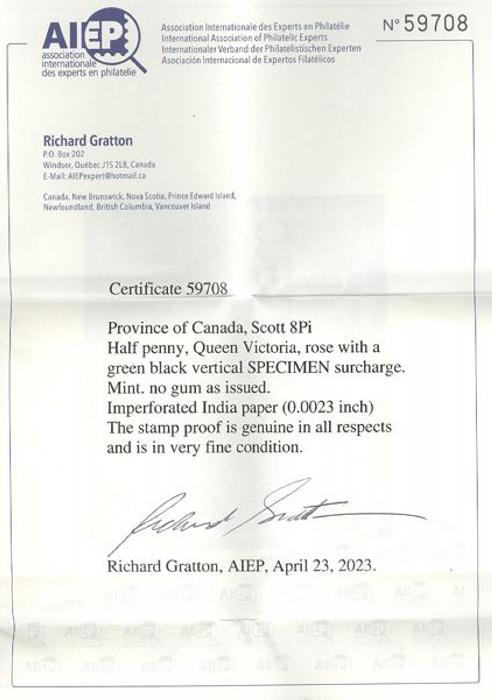 AIEP
association
internationale
des experts en philatélie
Association Internationale des Experts en Philatélie
International Association of Philatelic Experts
Internationaler Verband der Philatelistischen Experten
Asociación Internacional de Expertos Filatélicos
N° 59708
Richard Gratton
P.O. Box 202
Windsor, Québec J1S 2L8, Canada
E-Mail: AIEPexpert@hotmail.ca
Canada, New Brunswick, Nova Scotia, Prince Edward Island,
Newfoundland, British Columbia, Vancouver Island
Certificate 59708
Province of Canada, Scott 8Pi
Half penny, Queen Victoria, rose with a
green black vertical SPECIMEN surcharge.
Mint. no gum as issued.
Imperforated India paper (0.0023 inch)
The stamp proof is genuine in all respects
and is in very fine condition.
Richard Gratton
Richard Gratton, AIEP, April 23, 2023.